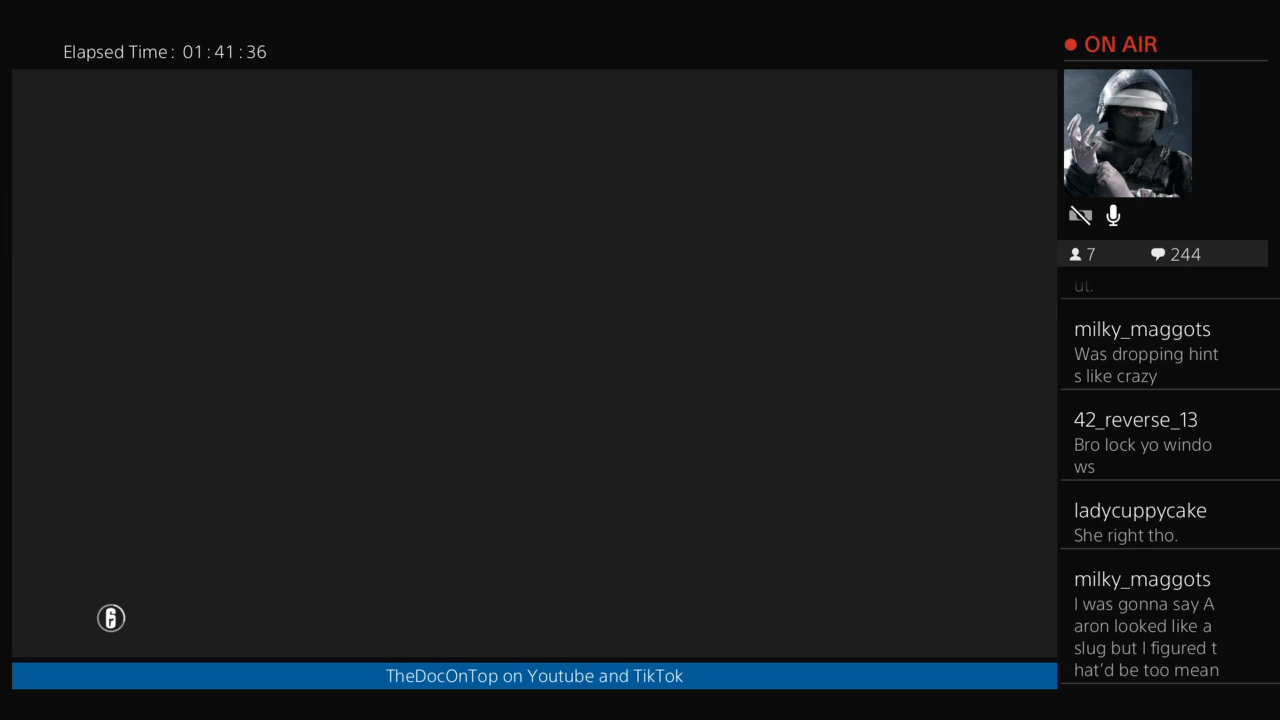 Elapsed Time: 01:41:36
ON AIR
7 244
ut.
milky_maggots
Was dropping hint
s like crazy
42_reverse_13
Bro lock yo windo
ws
ladycuppycake
She right tho.
milky_maggots
I was gonna say A
aron looked like a
slug but I figured t
hat'd be too mean
6
TheDocOnTop on Youtube and TikTok